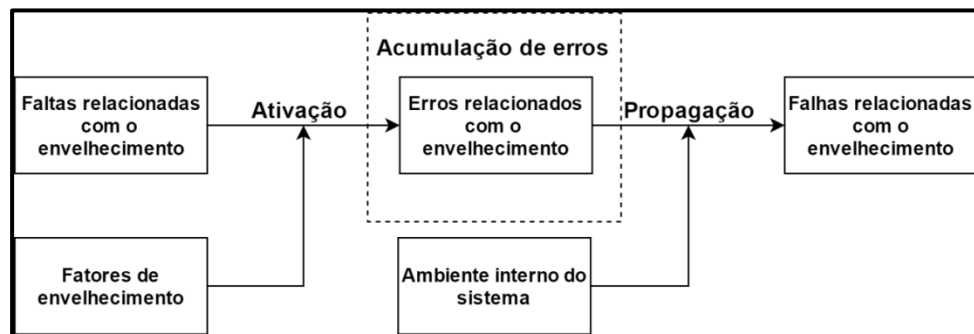 Acumulação de erros
Faltas relacionadas
com o
envelhecimento
Ativação
Erros relacionados
com o
envelhecimento
Propagação
Falhas relacionadas
com o
envelhecimento
Fatores de
envelhecimento
Ambiente interno do
sistema